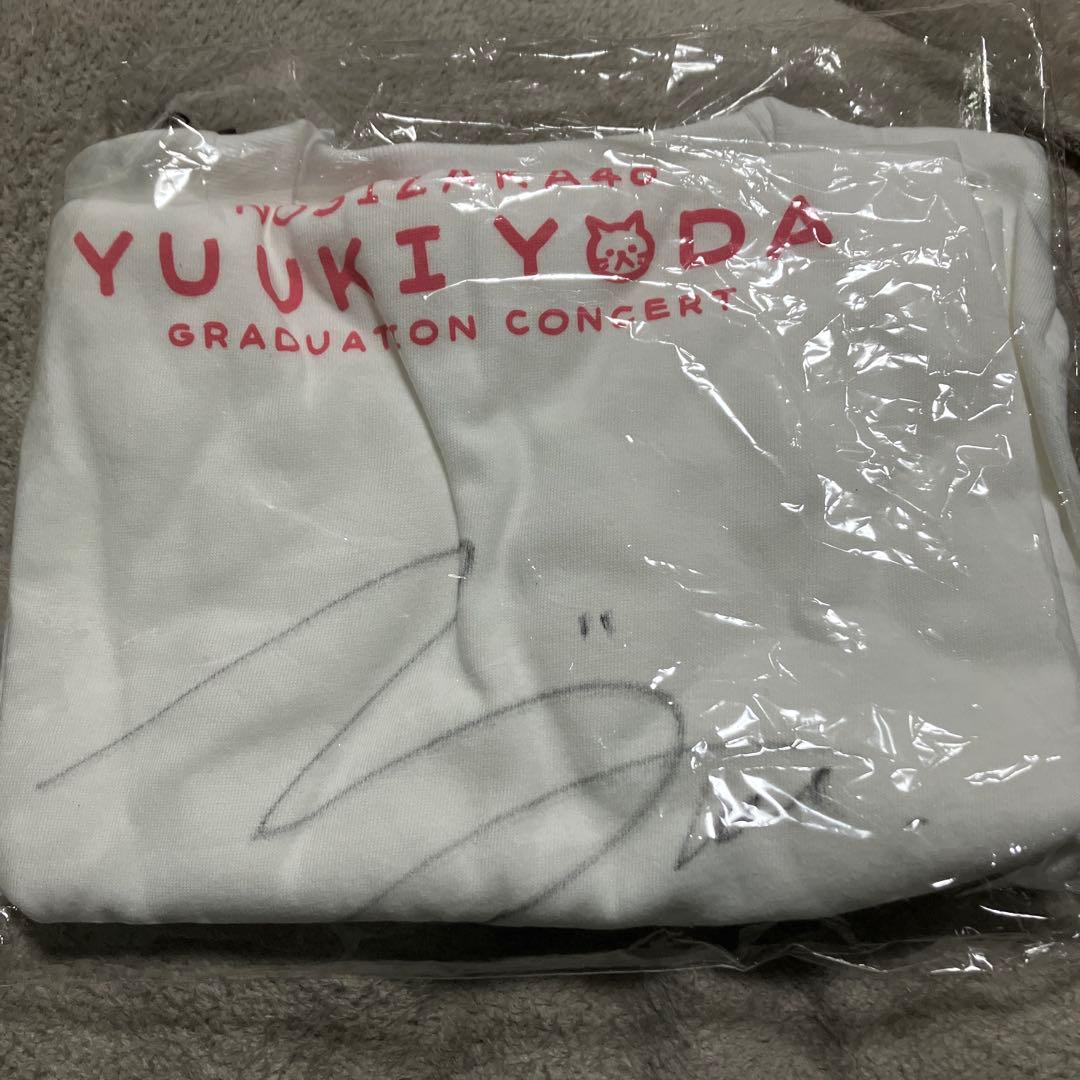 NOGIZAKA46
YUUKI YODA
GRADUATION CONCERT